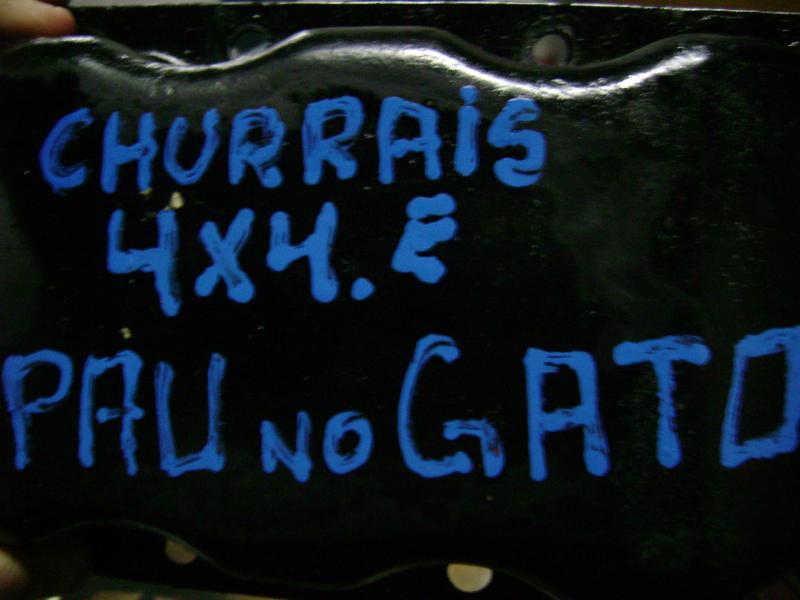 CHURRAiS
4X4. E
PAU NO GATO